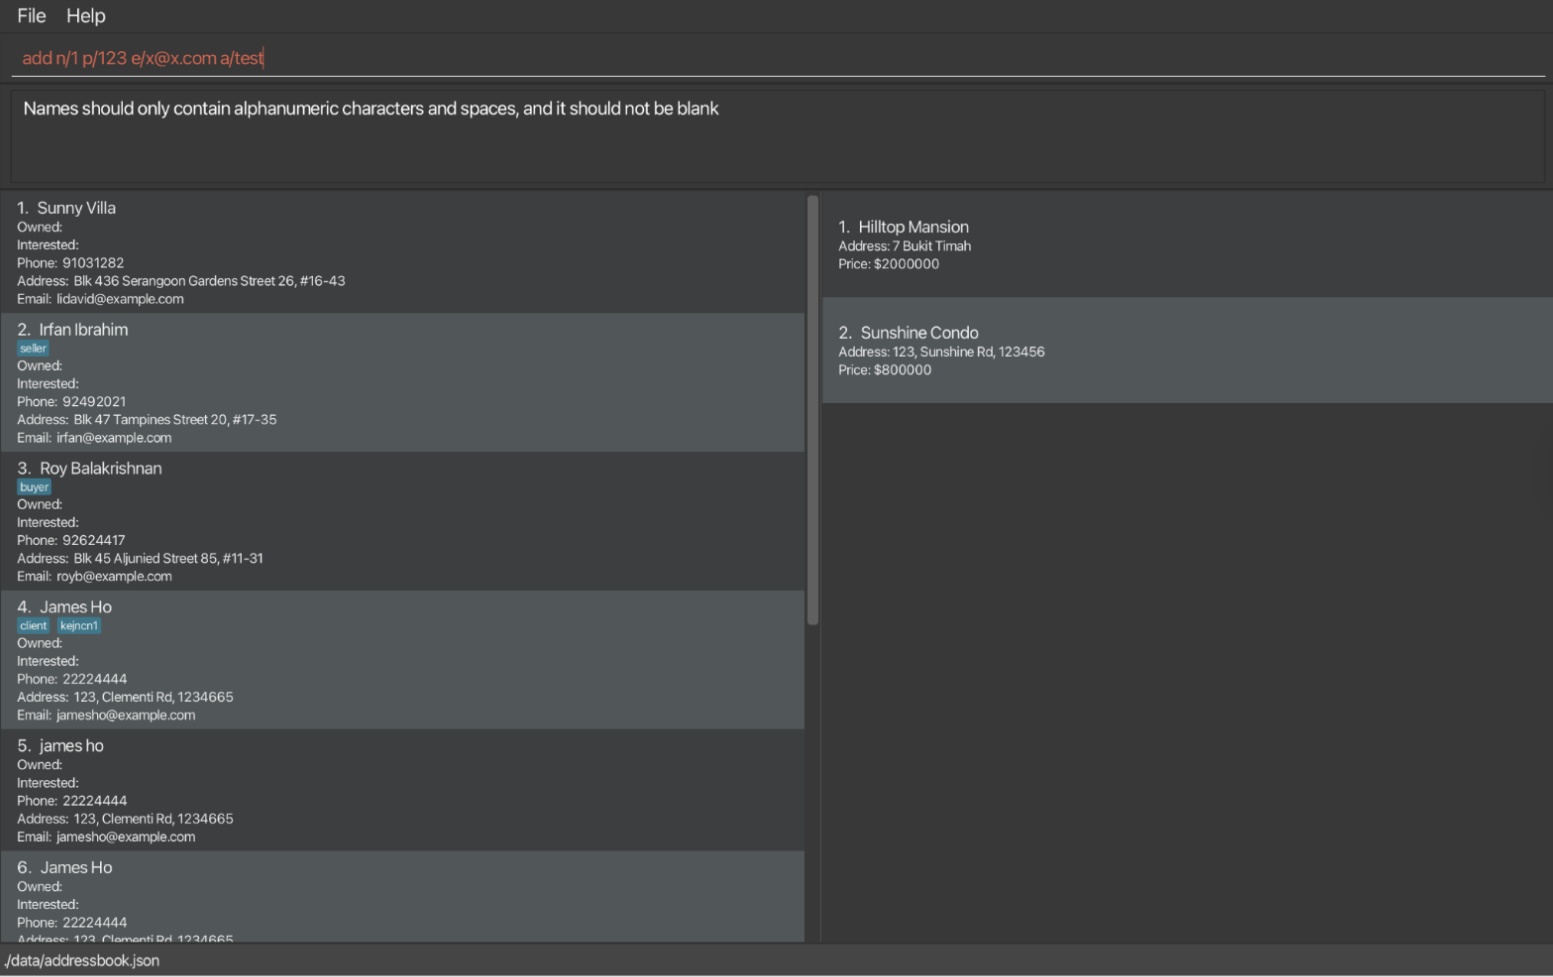 File Help
add n/1 p/123 e/x@x.com a/test
Names should only contain alphanumeric characters and spaces, and it should not be blank
1. Sunny Villa
Owned:
Interested:
Phone: 91031282
Address: Blk 436 Serangoon Gardens Street 26, #16-43
Email: lidavid@example.com
2. Irfan Ibrahim
seller
Owned:
Interested:
Phone: 92492021
Address: Blk 47 Tampines Street 20, #17-35
Email: irfan@example.com
3. Roy Balakrishnan
buyer
Owned:
Interested:
Phone: 92624417
Address: Blk 45 Aljunied Street 85, #11-31
Email: royb@example.com
4. James Ho
client kejncn1
Owned:
Interested:
Phone: 22224444
Address: 123, Clementi Rd, 1234665
Email: jamesho@example.com
5. james ho
Owned:
Interested:
Phone: 22224444
Address: 123, Clementi Rd, 1234665
Email: jamesho@example.com
6. James Ho
Owned:
Interested:
Phone: 22224444
Address: 123, Clementi Rd, 1234665
1. Hilltop Mansion
Address: 7 Bukit Timah
Price: $2000000
2. Sunshine Condo
Address: 123, Sunshine Rd, 123456
Price: $800000
./data/addressbook.json